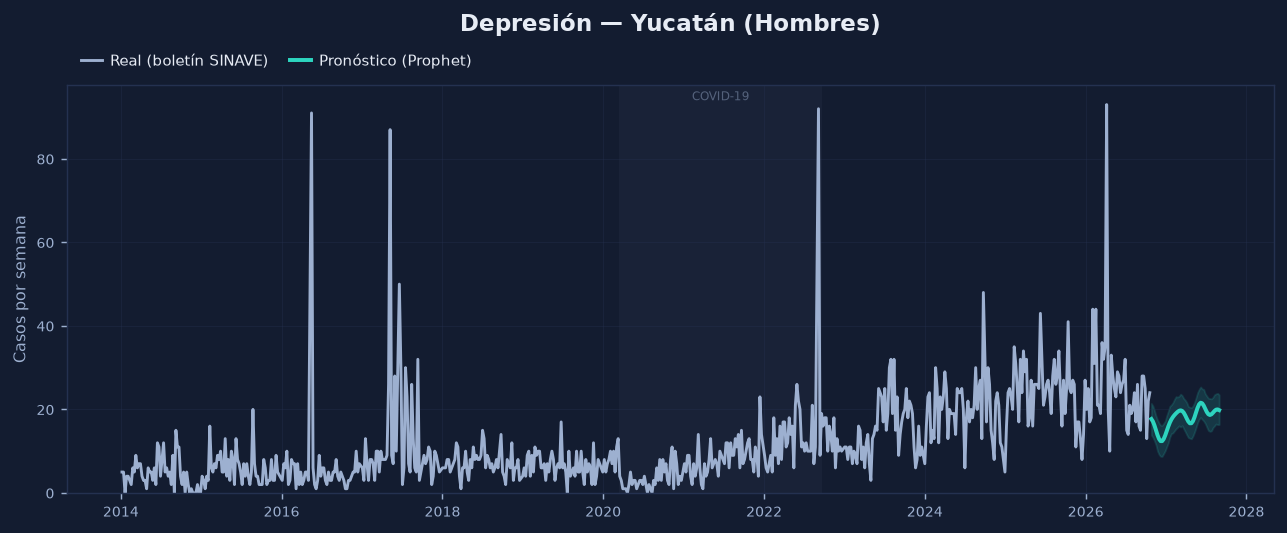 Depresión — Yucatán (Hombres)
Real (boletín SINAVE) Pronóstico (Prophet)
COVID-19
Casos por semana
80
60
40
20
0
2014 2016 2018 2020 2022 2024 2026 2028